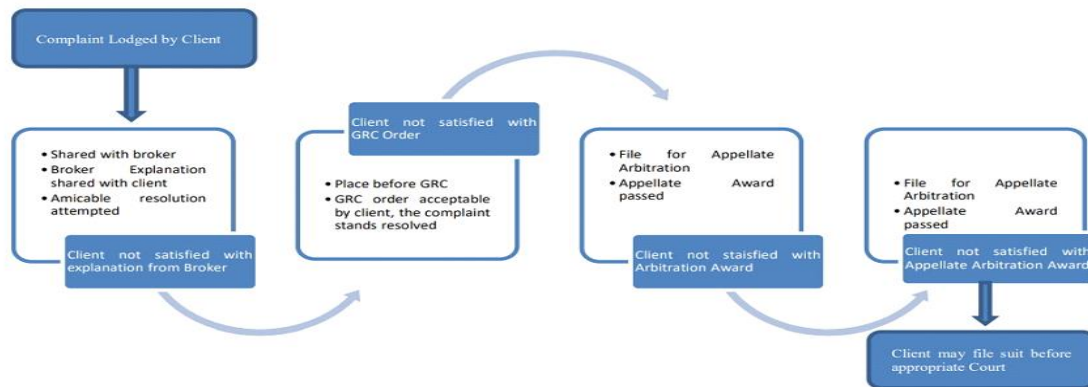 Complaint Lodged by Client
• Shared with broker
• Broker Explanation
shared with client
• Amicable resolution
attempted
Client not satisfied with
explanation from Broker
Client not satisfied with
GRC Order
• Place before GRC
• GRC order acceptable
by client, the complaint
stands resolved
• File for Appellate
Arbitration
• Appellate Award
passed
Client not staisfied with
Arbitration Award
• File for Appellate
Arbitration
• Appellate Award
passed
Client not satisfied with
Appellate Arbitration Award
Client may file suit before
appropriate Court